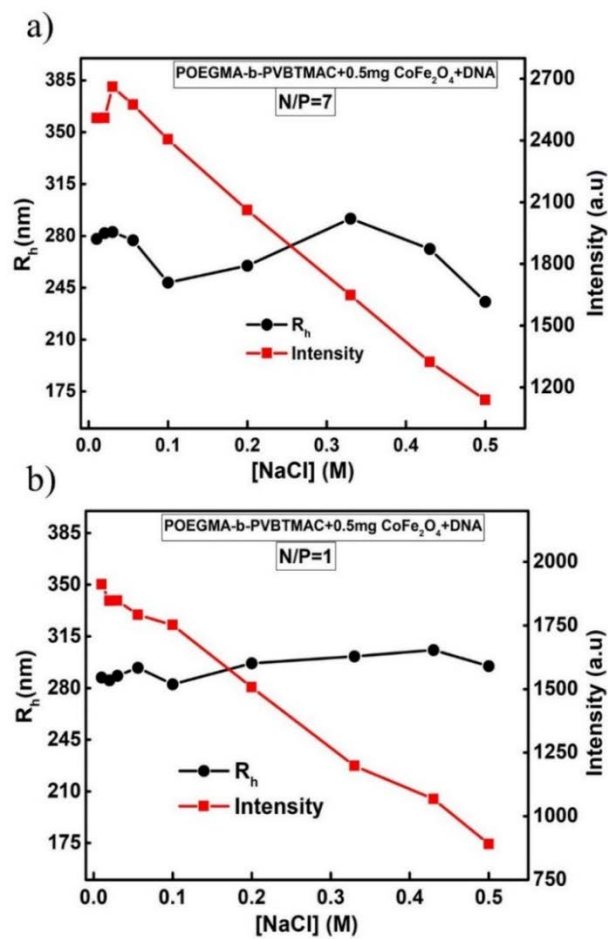 a)
POEGMA-b-PVBTMAC+0.5mg CoFe₂O₄+DNA
N/P=7
385
350
315
280
245
210
175
Rₕ(nm)
2700
2400
2100
1800
1500
1200
Intensity (a.u)
Rₕ
Intensity
0.0 0.1 0.2 0.3 0.4 0.5
[NaCl] (M)
b)
POEGMA-b-PVBTMAC+0.5mg CoFe₂O₄+DNA
N/P=1
385
350
315
280
245
210
175
Rₕ(nm)
2000
1750
1500
1250
1000
750
Intensity (a.u)
Rₕ
Intensity
0.0 0.1 0.2 0.3 0.4 0.5
[NaCl] (M)